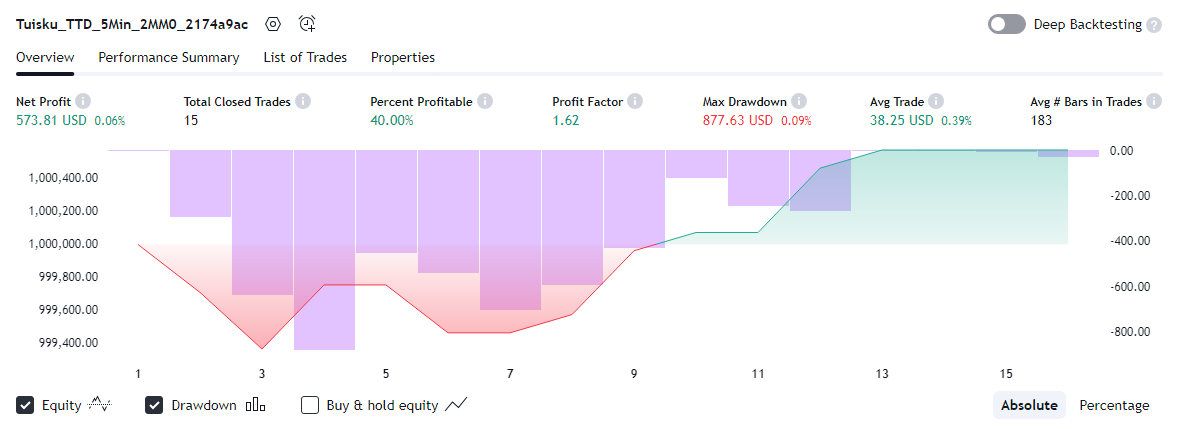 Tuisku_TTD_5Min_2MM0_2174a9ac
Deep Backtesting ?
Overview Performance Summary List of Trades Properties
Net Profit Total Closed Trades Percent Profitable Profit Factor Max Drawdown Avg Trade Avg # Bars in Trades
573.81 USD 0.06% 15 40.00% 1.62 877.63 USD 0.09% 38.25 USD 0.39% 183
0.00
1,000,400.00
-200.00
1,000,200.00
1,000,000.00
-400.00
999,800.00
-600.00
999,600.00
-800.00
999,400.00
1 3 5 7 9 11 13 15
Equity Drawdown Buy & hold equity Absolute Percentage